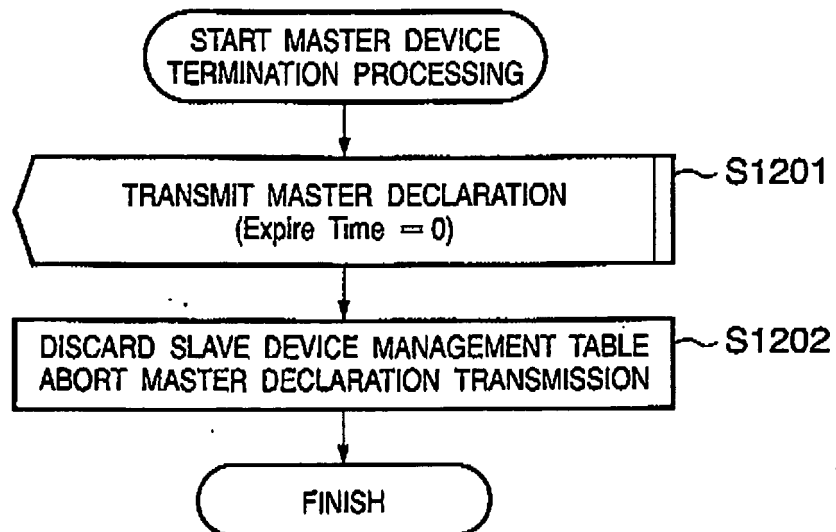 START MASTER DEVICE
TERMINATION PROCESSING
TRANSMIT MASTER DECLARATION
(Expire Time = 0)
S1201
DISCARD SLAVE DEVICE MANAGEMENT TABLE
ABORT MASTER DECLARATION TRANSMISSION
S1202
FINISH